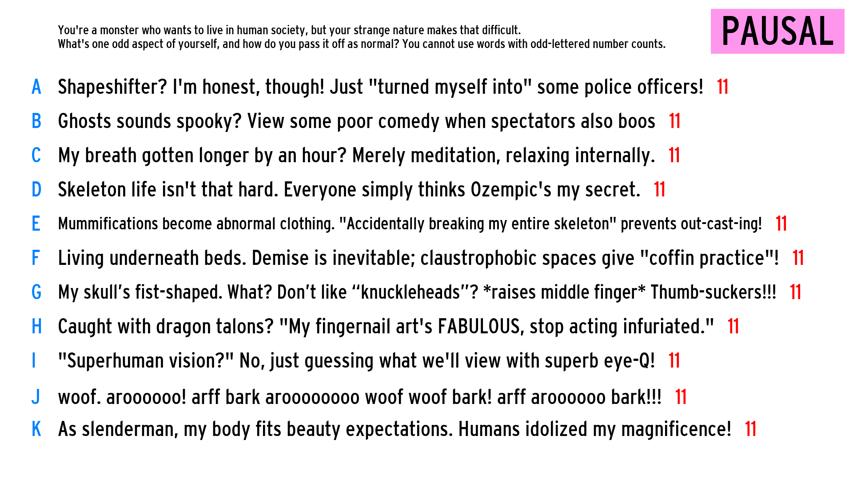 You're a monster who wants to live in human society, but your strange nature makes that difficult.
What's one odd aspect of yourself, and how do you pass it off as normal? You cannot use words with odd-lettered number counts.
PAUSAL
A Shapeshifter? I'm honest, though! Just "turned myself into" some police officers! 11
B Ghosts sounds spooky? View some poor comedy when spectators also boos 11
C My breath gotten longer by an hour? Merely meditation, relaxing internally. 11
D Skeleton life isn't that hard. Everyone simply thinks Ozempic's my secret. 11
E Mummifications become abnormal clothing. "Accidentally breaking my entire skeleton" prevents out-cast-ing! 11
F Living underneath beds. Demise is inevitable; claustrophobic spaces give "coffin practice"! 11
G My skull’s fist-shaped. What? Don’t like “knuckleheads”? *raises middle finger* Thumb-suckers!!! 11
H Caught with dragon talons? "My fingernail art's FABULOUS, stop acting infuriated." 11
I "Superhuman vision?" No, just guessing what we'll view with superb eye-Q! 11
J woof. aroooooo! arff bark aroooooooo woof woof bark! arff aroooooo bark!!! 11
K As slenderman, my body fits beauty expectations. Humans idolized my magnificence! 11